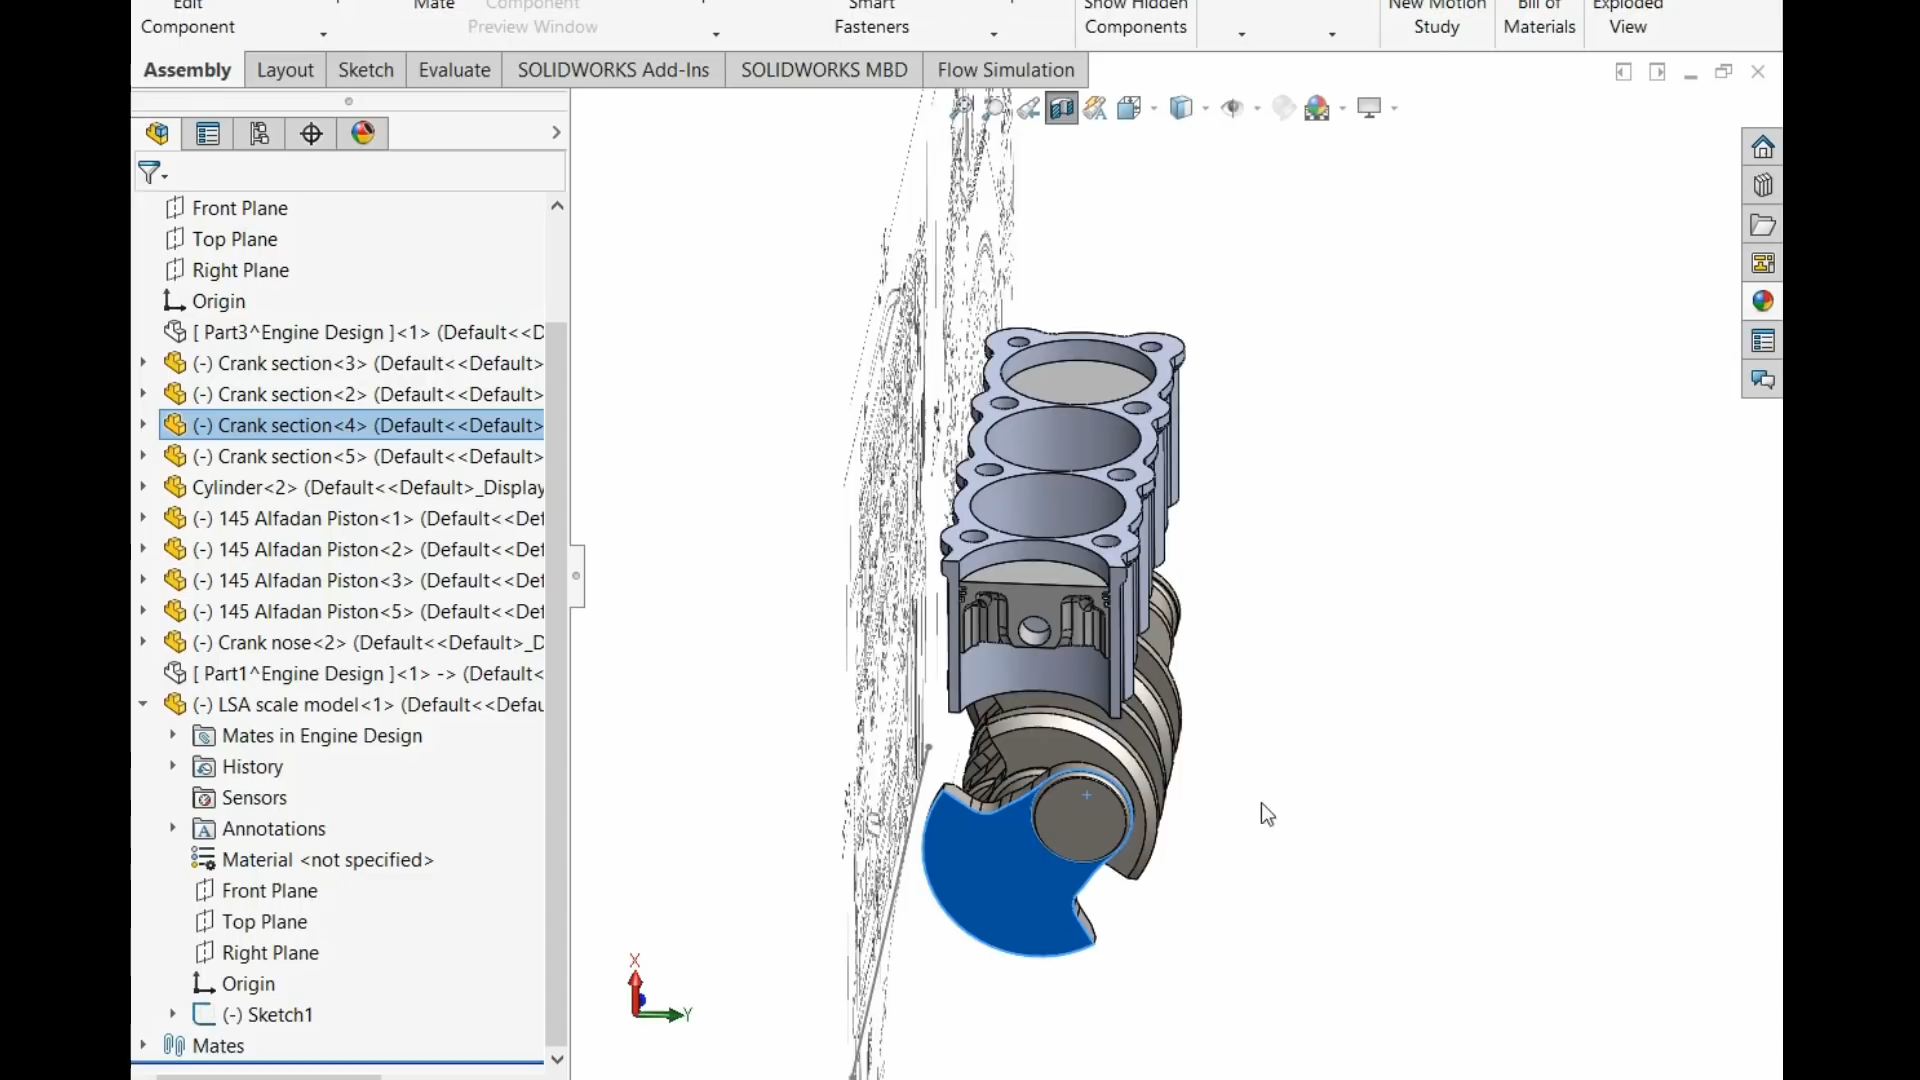 Edit
Component
Mate
Component
Preview Window
Smart
Fasteners
Show Hidden
Components
New Motion
Study
Bill of
Materials
Exploded
View
Assembly
Layout
Sketch
Evaluate
SOLIDWORKS Add-Ins
SOLIDWORKS MBD
Flow Simulation
Front Plane
Top Plane
Right Plane
Origin
[ Part3^Engine Design ]<1> (Default<<D
(-) Crank section<3> (Default<<Default>
(-) Crank section<2> (Default<<Default>
(-) Crank section<4> (Default<<Default>
(-) Crank section<5> (Default<<Default>
Cylinder<2> (Default<<Default>_Display
(-) 145 Alfadan Piston<1> (Default<<Def
(-) 145 Alfadan Piston<2> (Default<<Def
(-) 145 Alfadan Piston<3> (Default<<Def
(-) 145 Alfadan Piston<5> (Default<<Def
(-) Crank nose<2> (Default<<Default>_D
[ Part1^Engine Design ]<1> -> (Default<
(-) LSA scale model<1> (Default<<Defau
Mates in Engine Design
History
Sensors
Annotations
Material <not specified>
Front Plane
Top Plane
Right Plane
Origin
(-) Sketch1
Mates
X
Y